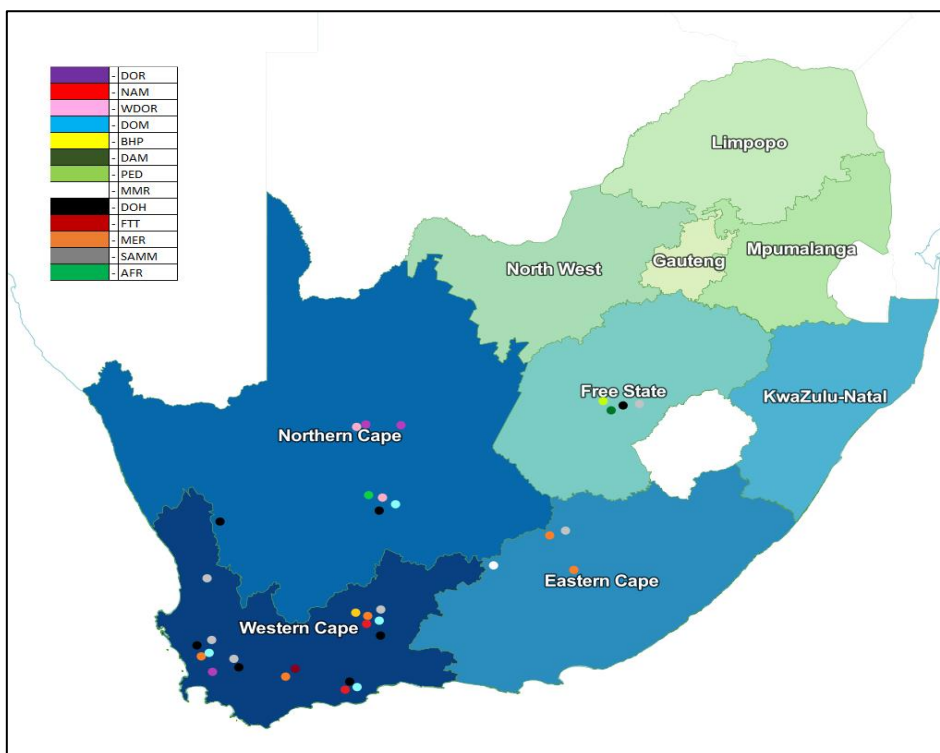 - DOR
- NAM
- WDOR
- DOM
- BHP
- DAM
- PED
- MMR
- DOH
- FTT
- MER
- SAMM
- AFR
Limpopo
Mpumalanga
Gauteng
North West
Free State
KwaZulu-Natal
Northern Cape
Eastern Cape
Western Cape